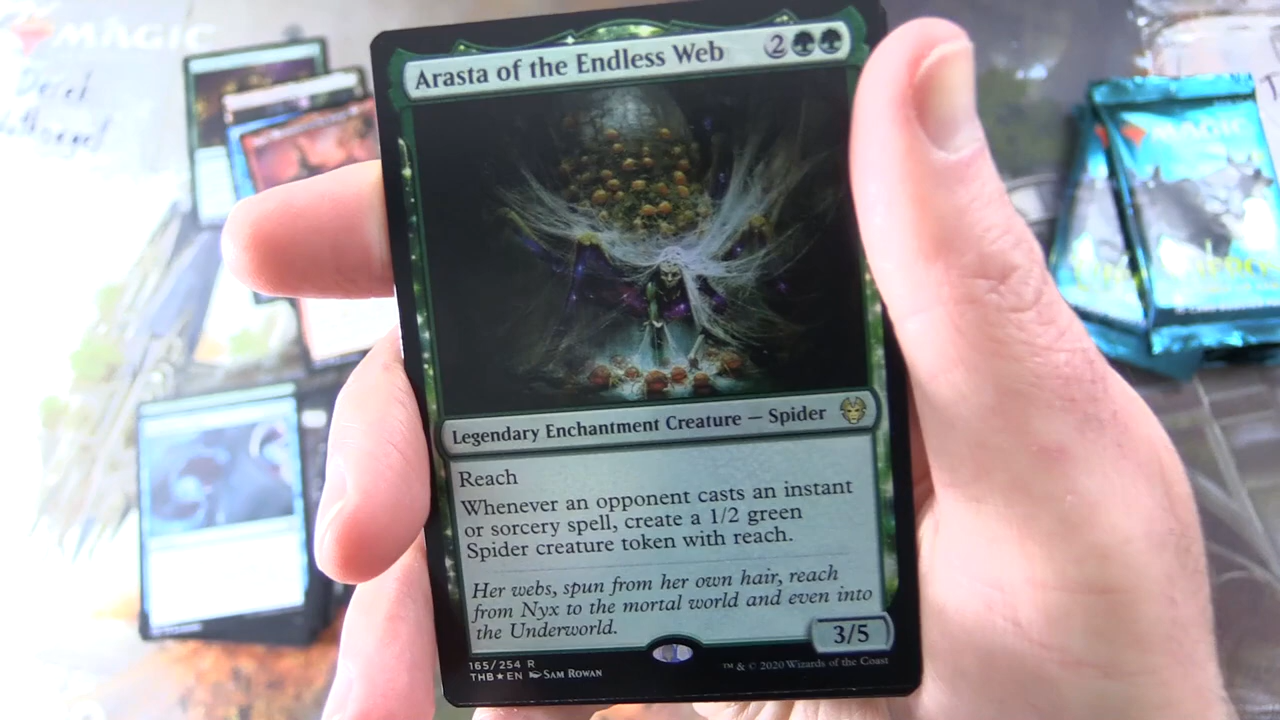 MAGIC
Arasta of the Endless Web 2
Legendary Enchantment Creature — Spider
Reach
Whenever an opponent casts an instant
or sorcery spell, create a 1/2 green
Spider creature token with reach.
Her webs, spun from her own hair, reach
from Nyx to the mortal world and even into
the Underworld.
3/5
165/254 R
THB★EN Sam Rowan
™ & © 2020 Wizards of the Coast
MAGIC